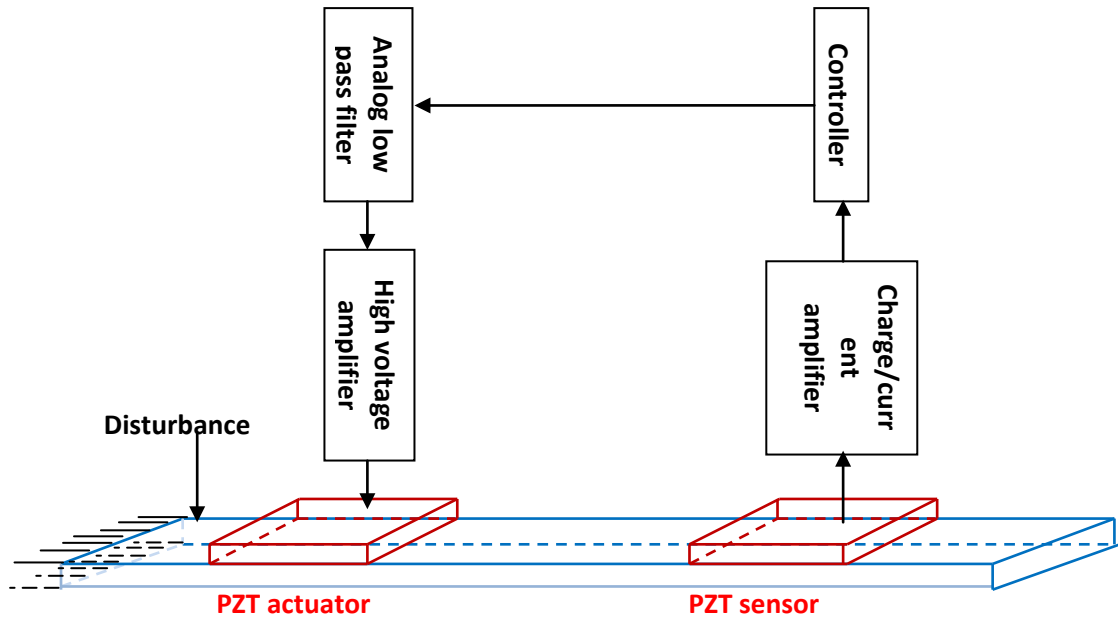 Analog low
pass filter
Controller
High voltage
amplifier
Charge/curr
ent
amplifier
Disturbance
PZT actuator
PZT sensor